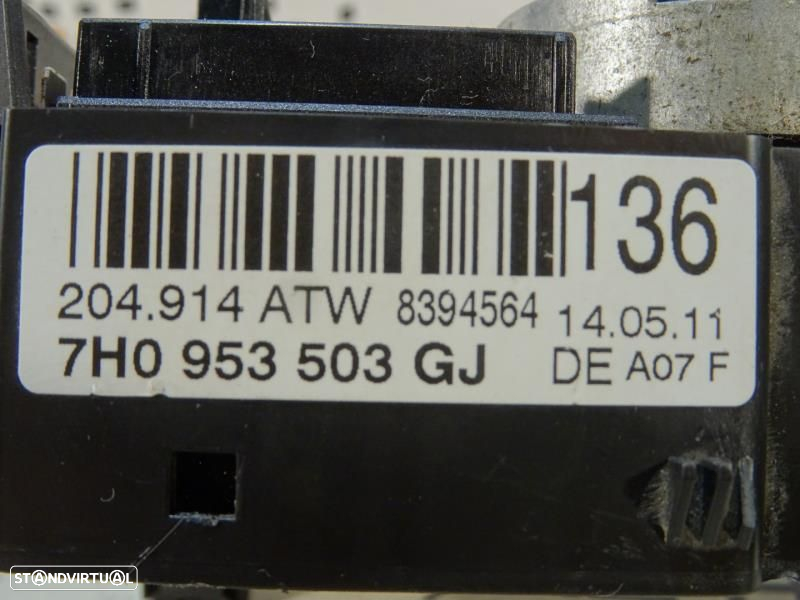 136
204.914 ATW 8394564 14.05.11
7H0 953 503 GJ DE A07 F
STANDVIRTUAL